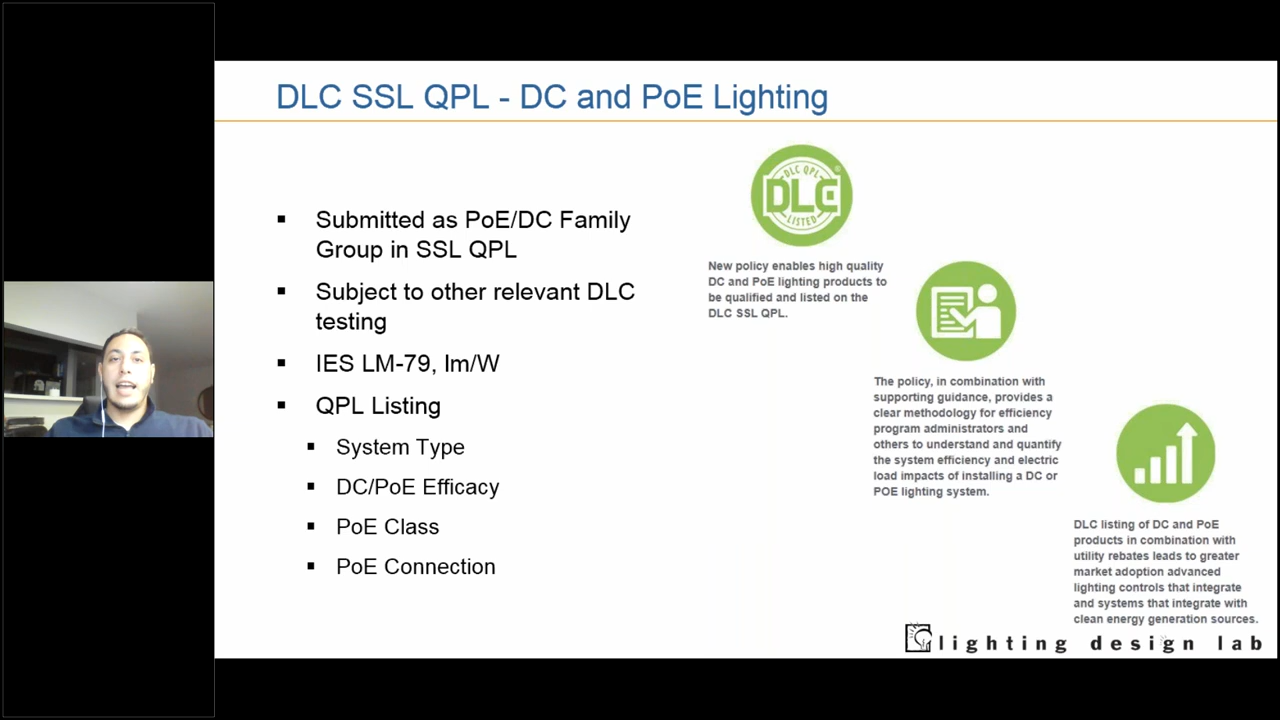 DLC SSL QPL - DC and PoE Lighting
▪ Submitted as PoE/DC Family
Group in SSL QPL
▪ Subject to other relevant DLC
testing
▪ IES LM-79, lm/W
▪ QPL Listing
▪ System Type
▪ DC/PoE Efficacy
▪ PoE Class
▪ PoE Connection
DLC QPL
DLC
LISTED
New policy enables high quality
DC and PoE lighting products to
be qualified and listed on the
DLC SSL QPL.
The policy, in combination with
supporting guidance, provides a
clear methodology for efficiency
program administrators and
others to understand and quantify
the system efficiency and electric
load impacts of installing a DC or
POE lighting system.
DLC listing of DC and PoE
products in combination with
utility rebates leads to greater
market adoption advanced
lighting controls that integrate
and systems that integrate with
clean energy generation sources.
lighting design lab